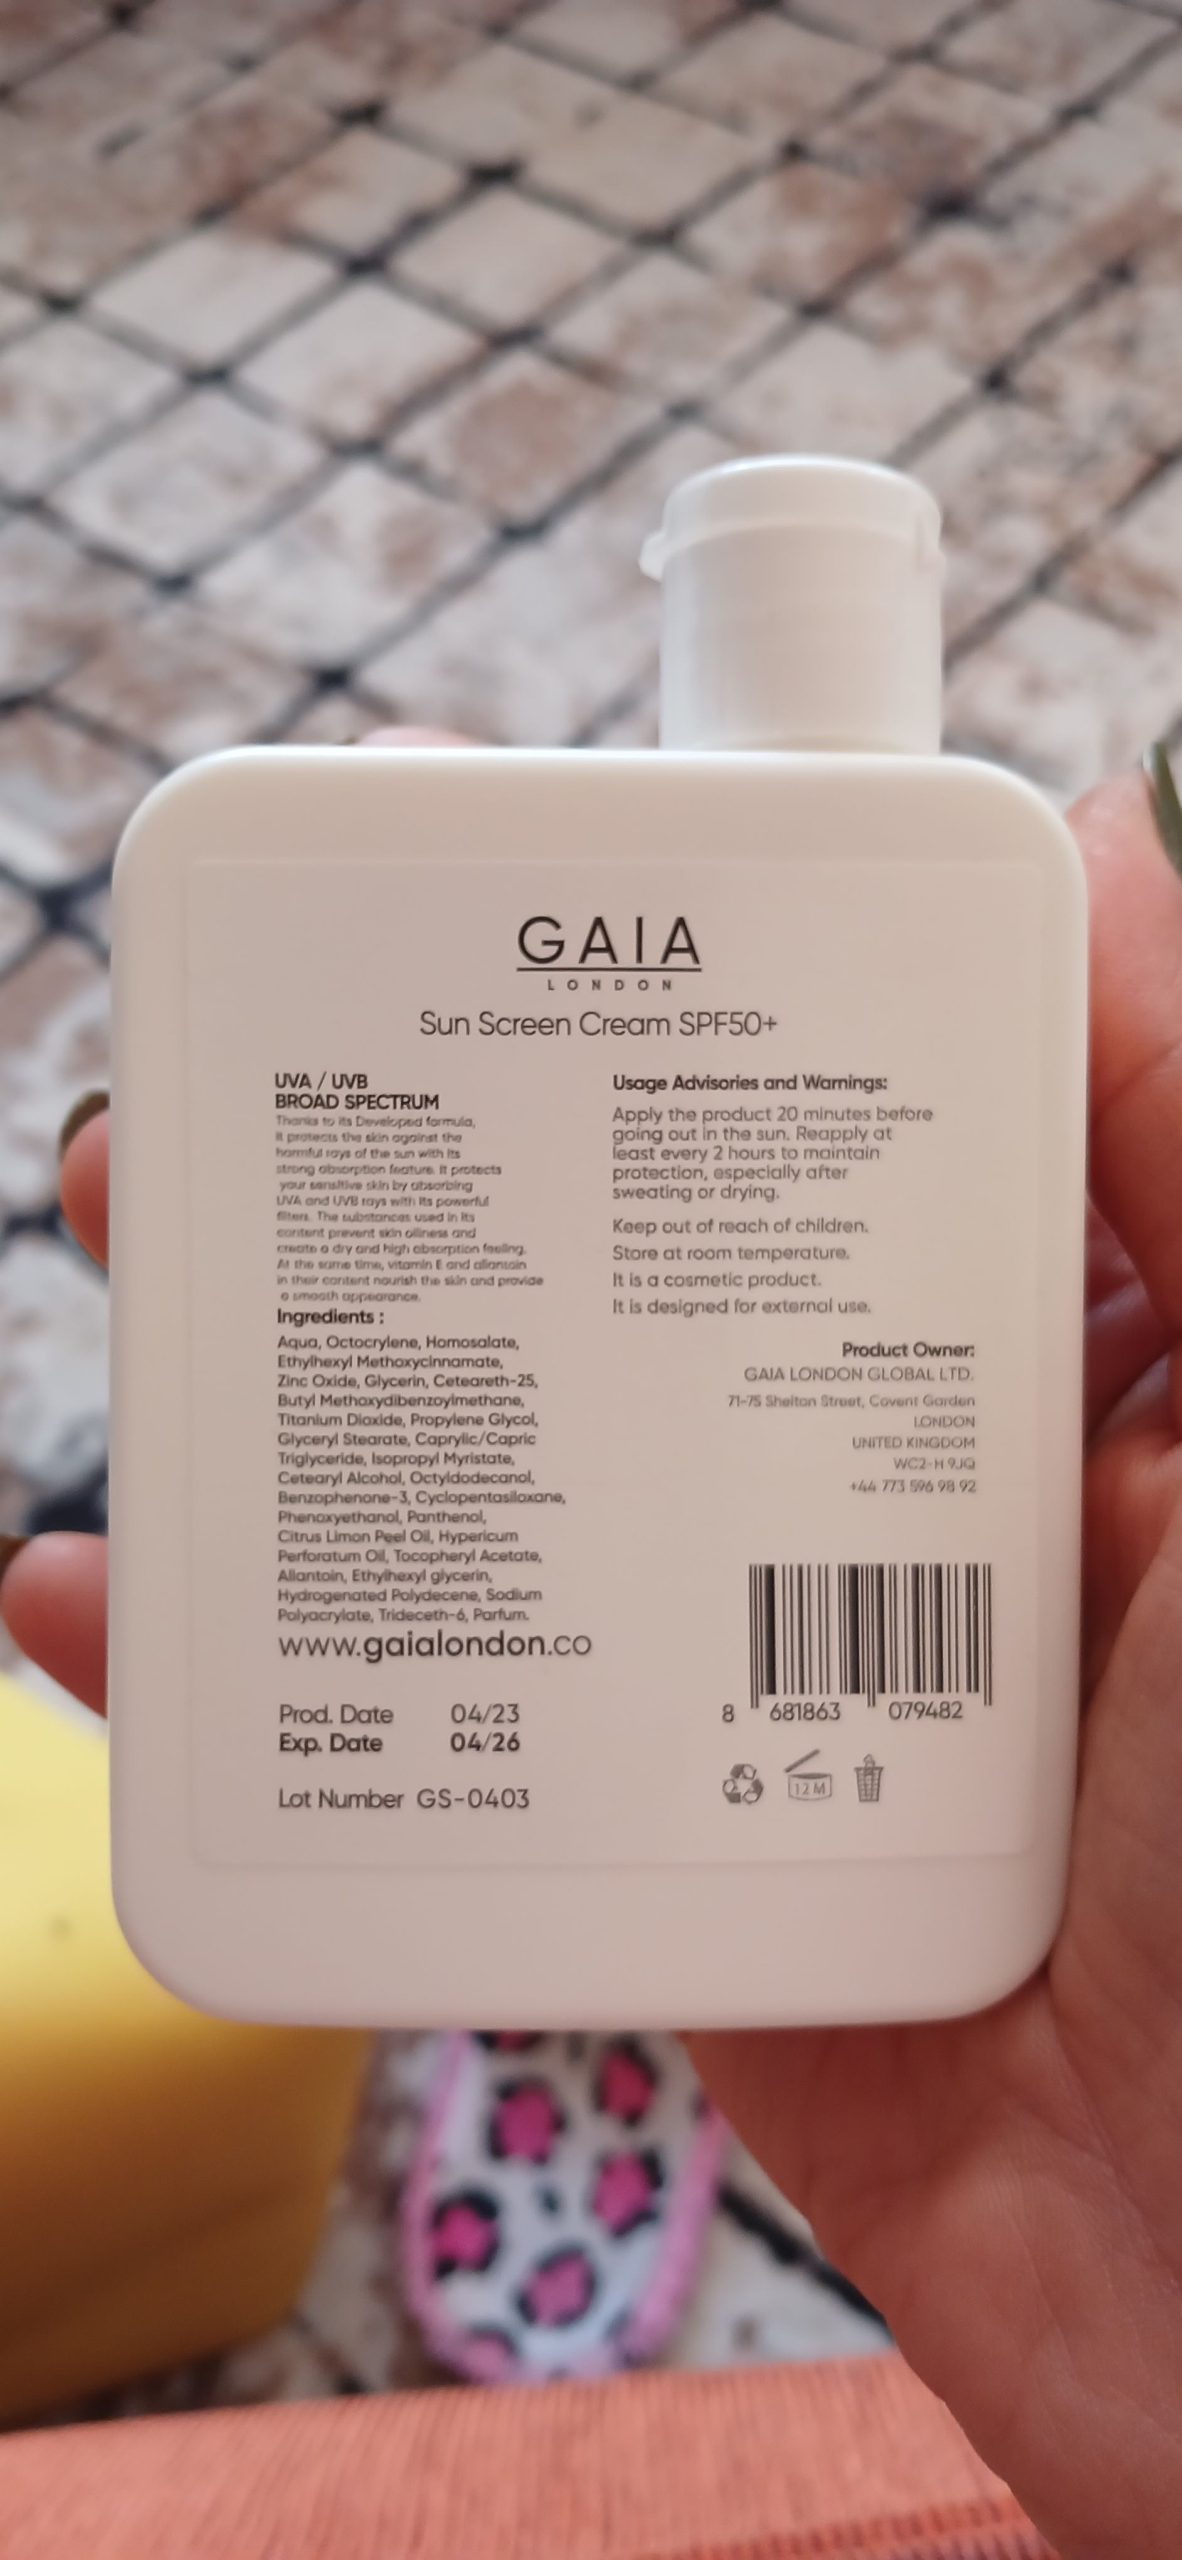 GAIA
LONDON
Sun Screen Cream SPF50+
UVA / UVB
BROAD SPECTRUM
Thanks to its Developed formula,
it protects the skin against the
harmful rays of the sun with its
strong absorption feature. It protects
your sensitive skin by absorbing
UVA and UVB rays with its powerful
filters. The substances used in its
content prevent skin oiliness and
create a dry and high absorption feeling.
At the same time, vitamin E and allantoin
in their content nourish the skin and provide
a smooth appearance.
Ingredients :
Aqua, Octocrylene, Homosalate,
Ethylhexyl Methoxycinnamate,
Zinc Oxide, Glycerin, Ceteareth-25,
Butyl Methoxydibenzoylmethane,
Titanium Dioxide, Propylene Glycol,
Glyceryl Stearate, Caprylic/Capric
Triglyceride, Isopropyl Myristate,
Cetearyl Alcohol, Octyldodecanol,
Benzophenone-3, Cyclopentasiloxane,
Phenoxyethanol, Panthenol,
Citrus Limon Peel Oil, Hypericum
Perforatum Oil, Tocopheryl Acetate,
Allantoin, Ethylhexyl glycerin,
Hydrogenated Polydecene, Sodium
Polyacrylate, Trideceth-6, Parfum.
www.gaialondon.co
Prod. Date 04/23
Exp. Date 04/26
Lot Number GS-0403
Usage Advisories and Warnings:
Apply the product 20 minutes before
going out in the sun. Reapply at
least every 2 hours to maintain
protection, especially after
sweating or drying.
Keep out of reach of children.
Store at room temperature.
It is a cosmetic product.
It is designed for external use.
Product Owner:
GAIA LONDON GLOBAL LTD.
71-75 Shelton Street, Covent Garden
LONDON
UNITED KINGDOM
WC2-H 9JQ
+44 773 596 98 92
8 681863 079482
12 M